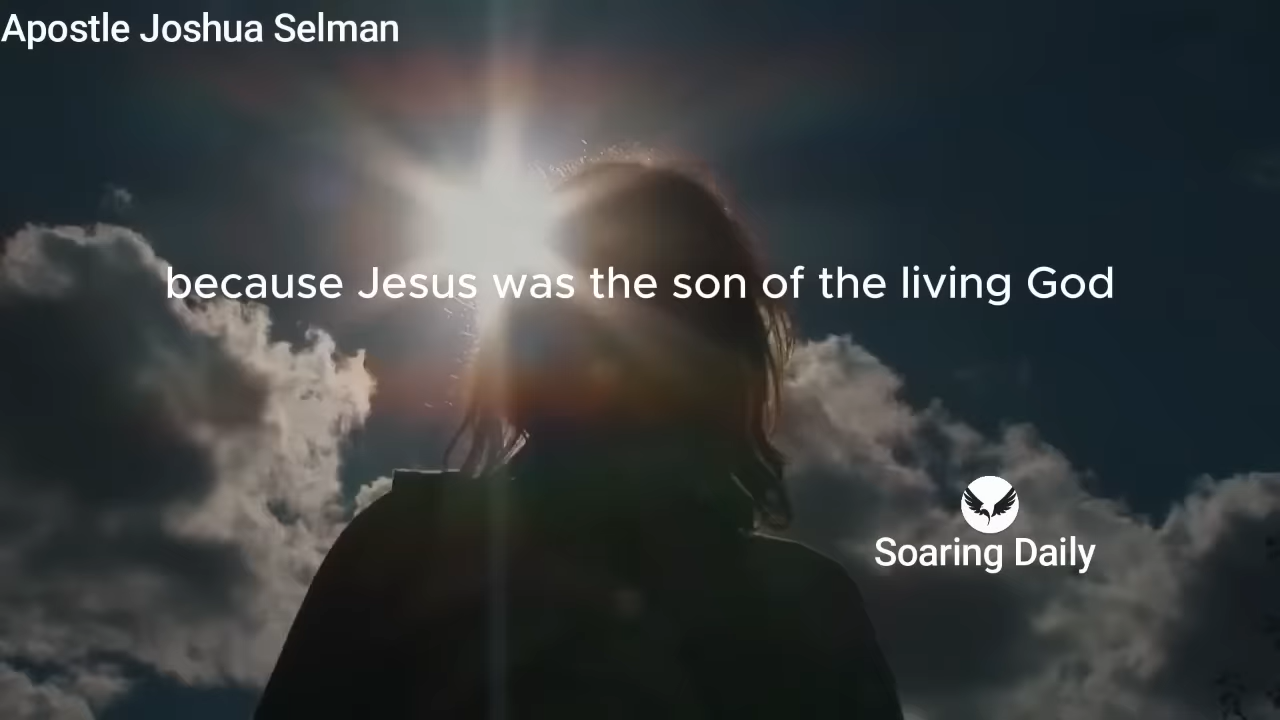 Apostle Joshua Selman
because Jesus was the son of the living God
Soaring Daily